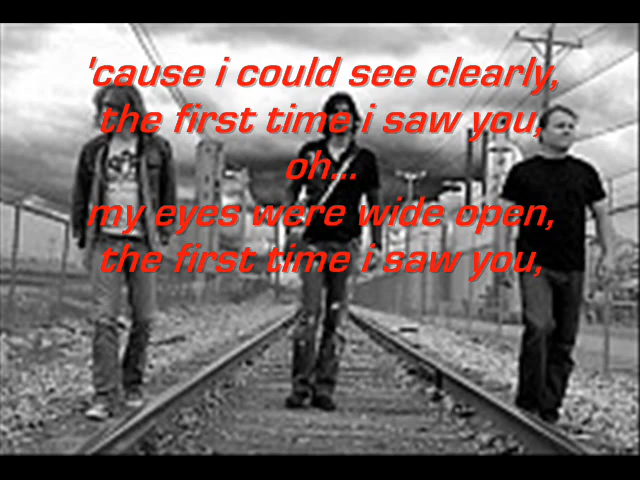 'cause i could see clearly,
the first time i saw you,
oh...
my eyes were wide open,
the first time i saw you,